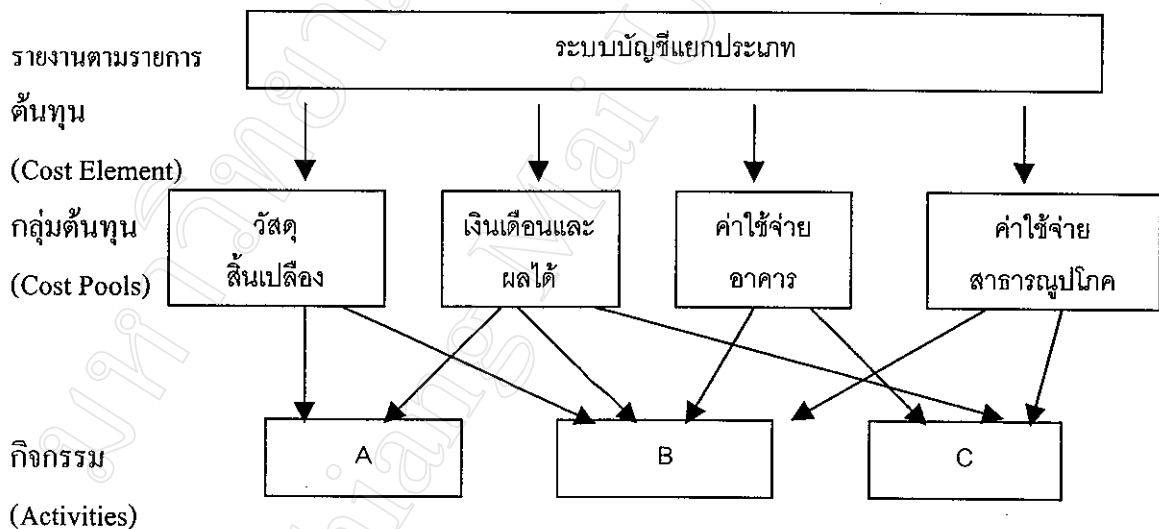 ระบบบัญชีแยกประเภท
รายงานตามรายการ
ต้นทุน
(Cost Element)
กลุ่มต้นทุน
(Cost Pools)
วัสดุ
สิ้นเปลือง
เงินเดือนและ
ผลได้
ค่าใช้จ่าย
อาคาร
ค่าใช้จ่าย
สาธารณูปโภค
กิจกรรม
(Activities)
A
B
C